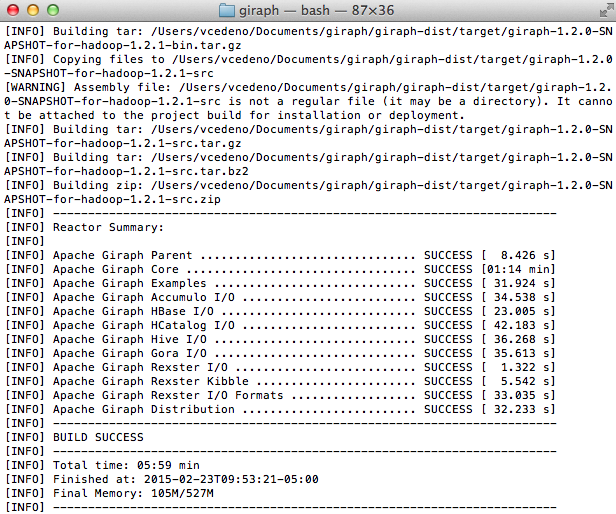 giraph — bash — 87×36
[INFO] Building tar: /Users/vcedeno/Documents/giraph/giraph-dist/target/giraph-1.2.0-SN
APSHOT-for-hadoop-1.2.1-bin.tar.gz
[INFO] Copying files to /Users/vcedeno/Documents/giraph/giraph-dist/target/giraph-1.2.0
-SNAPSHOT-for-hadoop-1.2.1-src
[WARNING] Assembly file: /Users/vcedeno/Documents/giraph/giraph-dist/target/giraph-1.2.
0-SNAPSHOT-for-hadoop-1.2.1-src is not a regular file (it may be a directory). It canno
t be attached to the project build for installation or deployment.
[INFO] Building tar: /Users/vcedeno/Documents/giraph/giraph-dist/target/giraph-1.2.0-SN
APSHOT-for-hadoop-1.2.1-src.tar.gz
[INFO] Building tar: /Users/vcedeno/Documents/giraph/giraph-dist/target/giraph-1.2.0-SN
APSHOT-for-hadoop-1.2.1-src.tar.bz2
[INFO] Building zip: /Users/vcedeno/Documents/giraph/giraph-dist/target/giraph-1.2.0-SN
APSHOT-for-hadoop-1.2.1-src.zip
[INFO] ------------------------------------------------------------------------
[INFO] Reactor Summary:
[INFO]
[INFO] Apache Giraph Parent ............................... SUCCESS [  8.426 s]
[INFO] Apache Giraph Core ................................. SUCCESS [01:14 min]
[INFO] Apache Giraph Examples ............................. SUCCESS [ 31.924 s]
[INFO] Apache Giraph Accumulo I/O ......................... SUCCESS [ 34.538 s]
[INFO] Apache Giraph HBase I/O ............................ SUCCESS [ 23.005 s]
[INFO] Apache Giraph HCatalog I/O ......................... SUCCESS [ 42.183 s]
[INFO] Apache Giraph Hive I/O ............................. SUCCESS [ 36.268 s]
[INFO] Apache Giraph Gora I/O ............................. SUCCESS [ 35.613 s]
[INFO] Apache Giraph Rexster I/O .......................... SUCCESS [  1.322 s]
[INFO] Apache Giraph Rexster Kibble ....................... SUCCESS [  5.542 s]
[INFO] Apache Giraph Rexster I/O Formats .................. SUCCESS [ 33.035 s]
[INFO] Apache Giraph Distribution ......................... SUCCESS [ 32.233 s]
[INFO] ------------------------------------------------------------------------
[INFO] BUILD SUCCESS
[INFO] ------------------------------------------------------------------------
[INFO] Total time: 05:59 min
[INFO] Finished at: 2015-02-23T09:53:21-05:00
[INFO] Final Memory: 105M/527M
[INFO] ------------------------------------------------------------------------